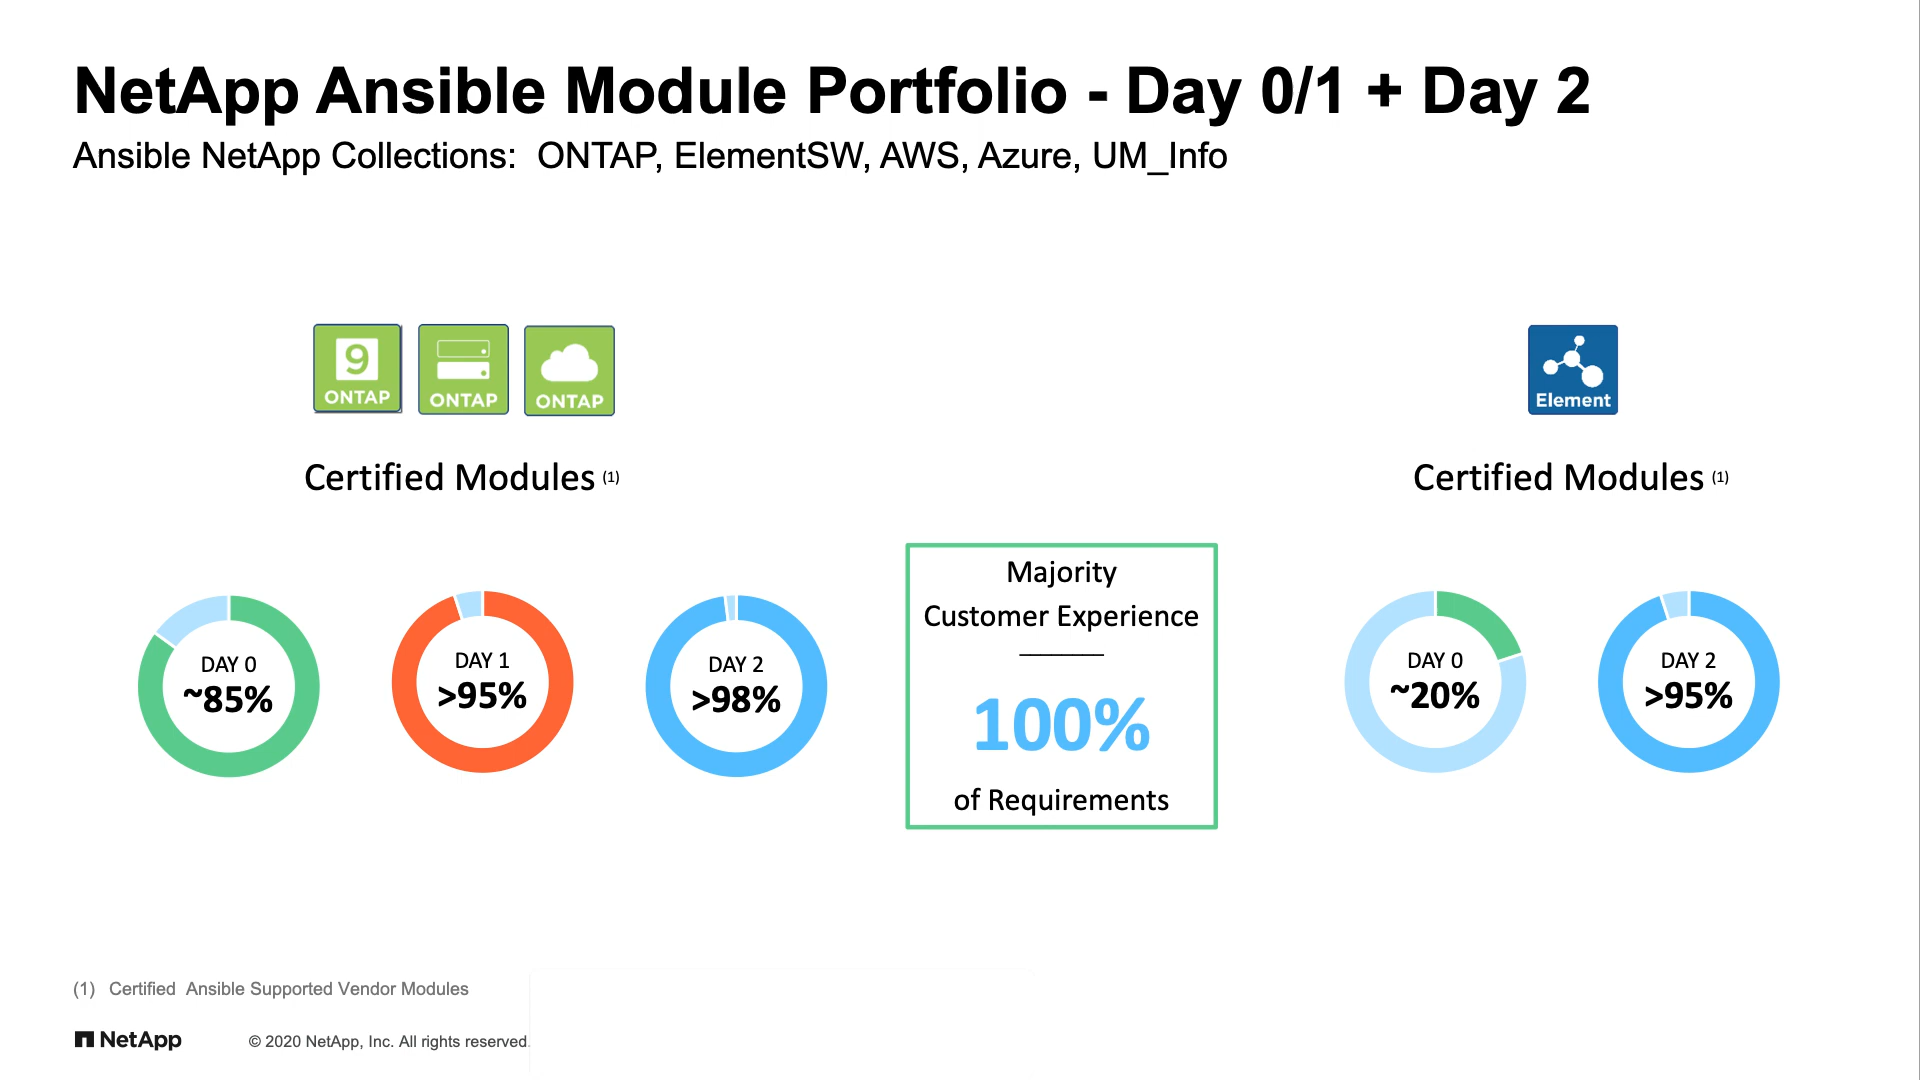 NetApp Ansible Module Portfolio - Day 0/1 + Day 2
Ansible NetApp Collections:  ONTAP, ElementSW, AWS, Azure, UM_Info
9
ONTAP
ONTAP
ONTAP
Element
Certified Modules (1)
Certified Modules (1)
DAY 0
~85%
DAY 1
>95%
DAY 2
>98%
Majority
Customer Experience
100%
of Requirements
DAY 0
~20%
DAY 2
>95%
(1) Certified Ansible Supported Vendor Modules
NetApp
© 2020 NetApp, Inc. All rights reserved.